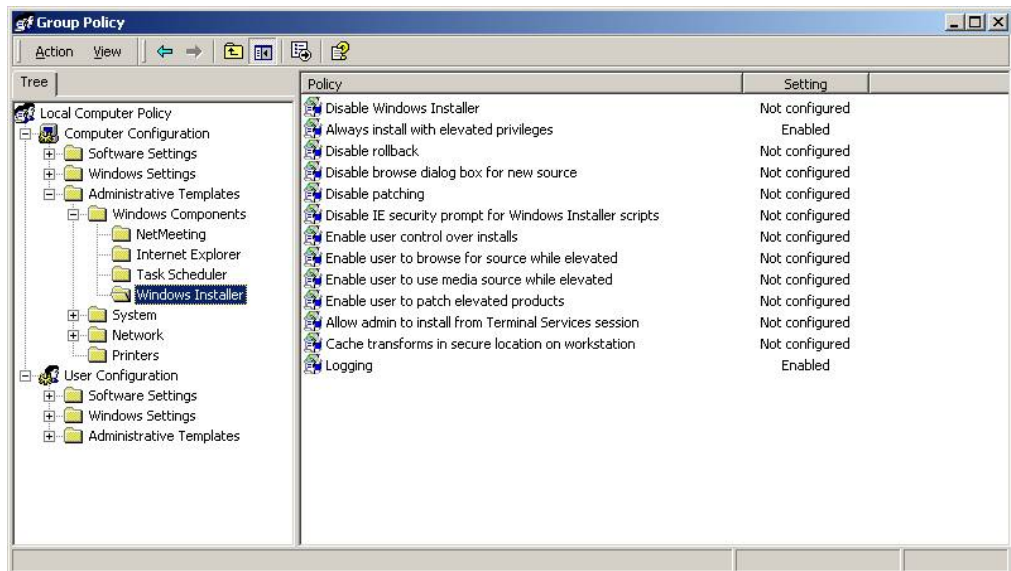 Group Policy
Action View
Tree
Local Computer Policy
Computer Configuration
Software Settings
Windows Settings
Administrative Templates
Windows Components
NetMeeting
Internet Explorer
Task Scheduler
Windows Installer
System
Network
Printers
User Configuration
Software Settings
Windows Settings
Administrative Templates
Policy Setting
Disable Windows Installer Not configured
Always install with elevated privileges Enabled
Disable rollback Not configured
Disable browse dialog box for new source Not configured
Disable patching Not configured
Disable IE security prompt for Windows Installer scripts Not configured
Enable user control over installs Not configured
Enable user to browse for source while elevated Not configured
Enable user to use media source while elevated Not configured
Enable user to patch elevated products Not configured
Allow admin to install from Terminal Services session Not configured
Cache transforms in secure location on workstation Not configured
Logging Enabled